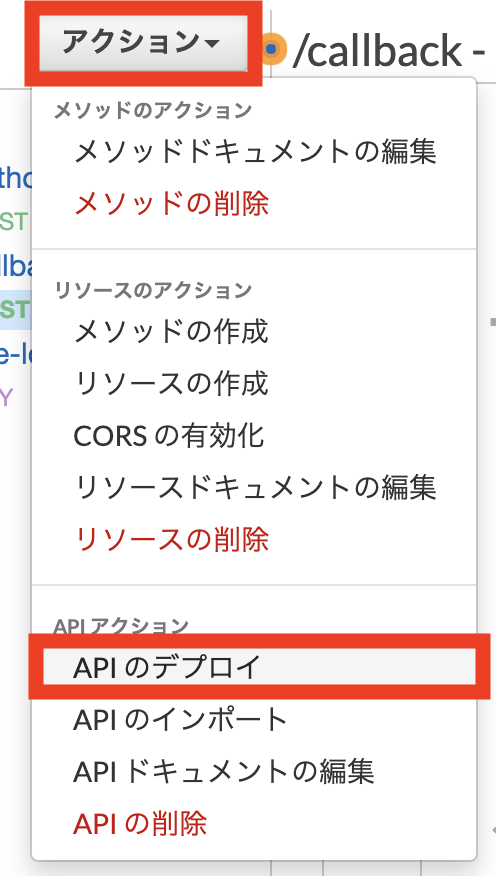 アクション
/callback -
メソッドのアクション
メソッドドキュメントの編集
メソッドの削除
リソースのアクション
メソッドの作成
リソースの作成
CORS の有効化
リソースドキュメントの編集
リソースの削除
API アクション
API のデプロイ
API のインポート
API ドキュメントの編集
API の削除